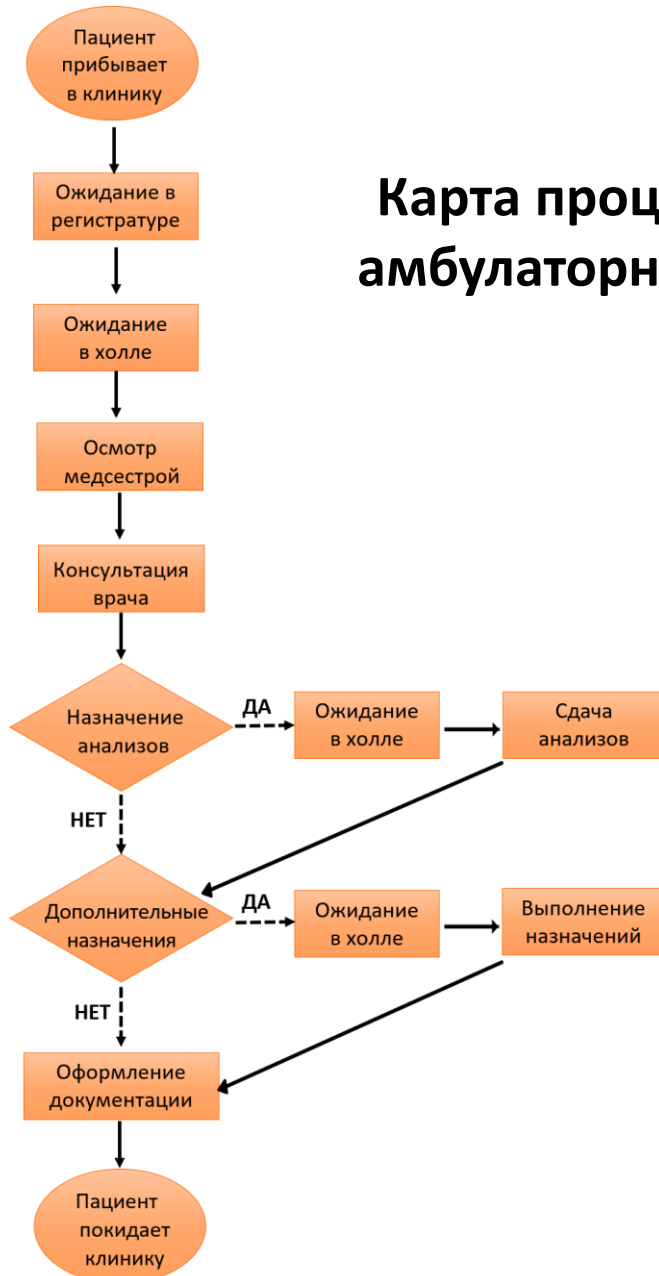 Пациент
прибывает
в клинику
Карта проц
амбулаторн
Ожидание в
регистратуре
Ожидание
в холле
Осмотр
медсестрой
Консультация
врача
Назначение
анализов
ДА
Ожидание
в холле
Сдача
анализов
НЕТ
Дополнительные
назначения
ДА
Ожидание
в холле
Выполнение
назначений
НЕТ
Оформление
документации
Пациент
покидает
клинику